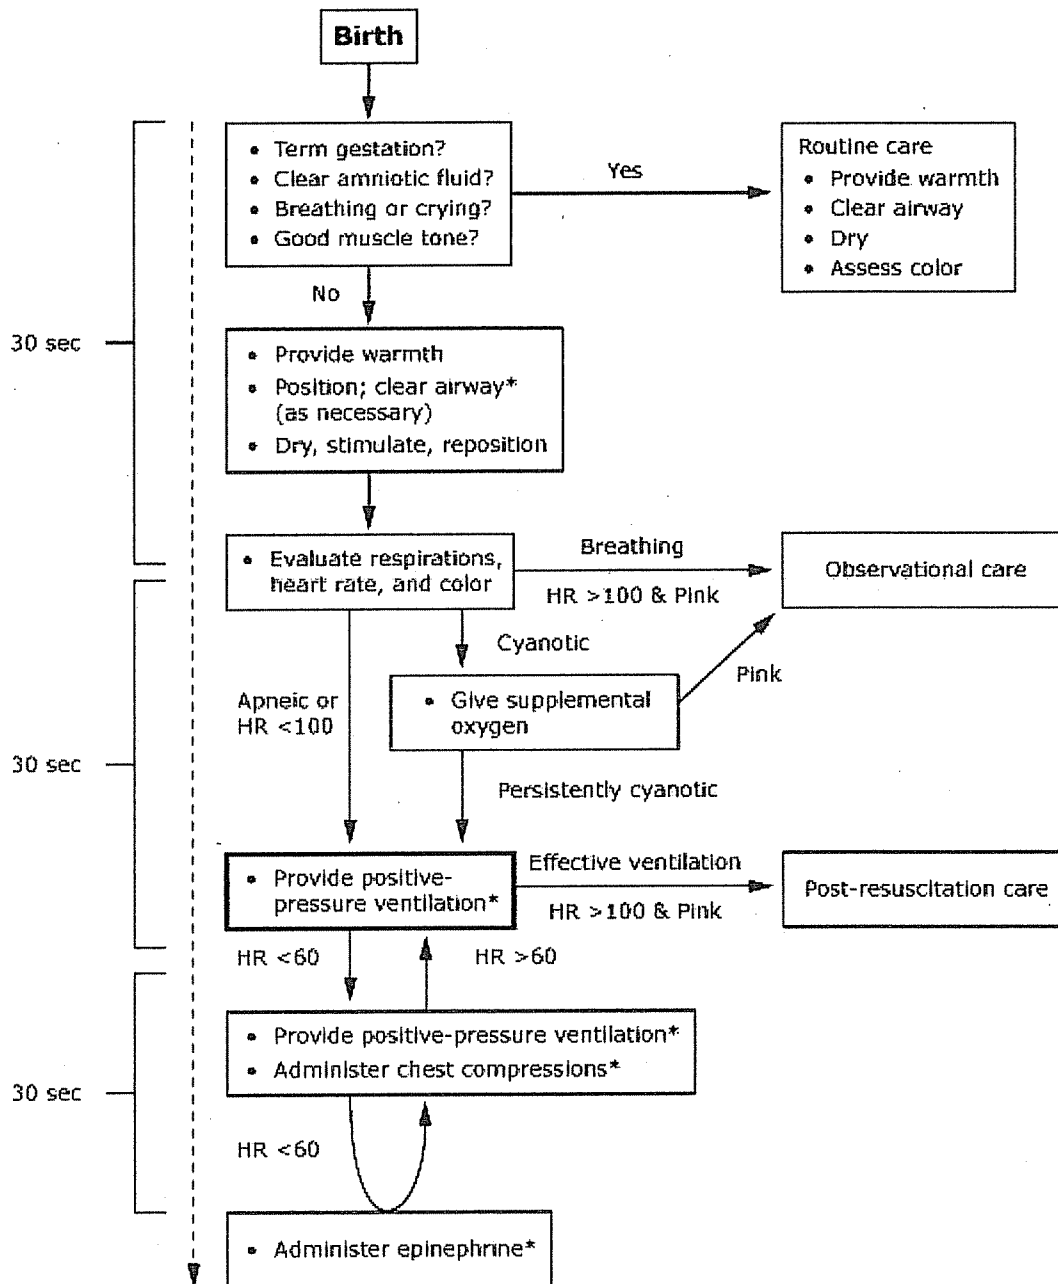 Birth
• Term gestation?
• Clear amniotic fluid?
• Breathing or crying?
• Good muscle tone?
Yes
Routine care
• Provide warmth
• Clear airway
• Dry
• Assess color
No
30 sec
• Provide warmth
• Position; clear airway*
(as necessary)
• Dry, stimulate, reposition
• Evaluate respirations,
heart rate, and color
Breathing
HR >100 & Pink
Observational care
Cyanotic
Apneic or
HR <100
• Give supplemental
oxygen
Pink
30 sec
Persistently cyanotic
• Provide positive-
pressure ventilation*
Effective ventilation
HR >100 & Pink
Post-resuscitation care
HR <60
HR >60
• Provide positive-pressure ventilation*
• Administer chest compressions*
30 sec
HR <60
• Administer epinephrine*